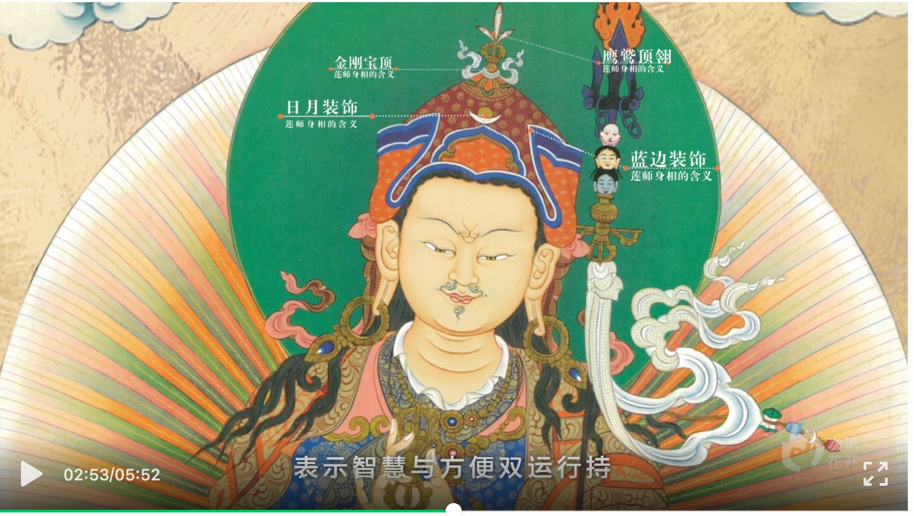 金刚宝顶
莲师身相的含义
鹰鹫顶翎
莲师身相的含义
日月装饰
莲师身相的含义
蓝边装饰
莲师身相的含义
表示智慧与方便双运行持
02:53/05:52